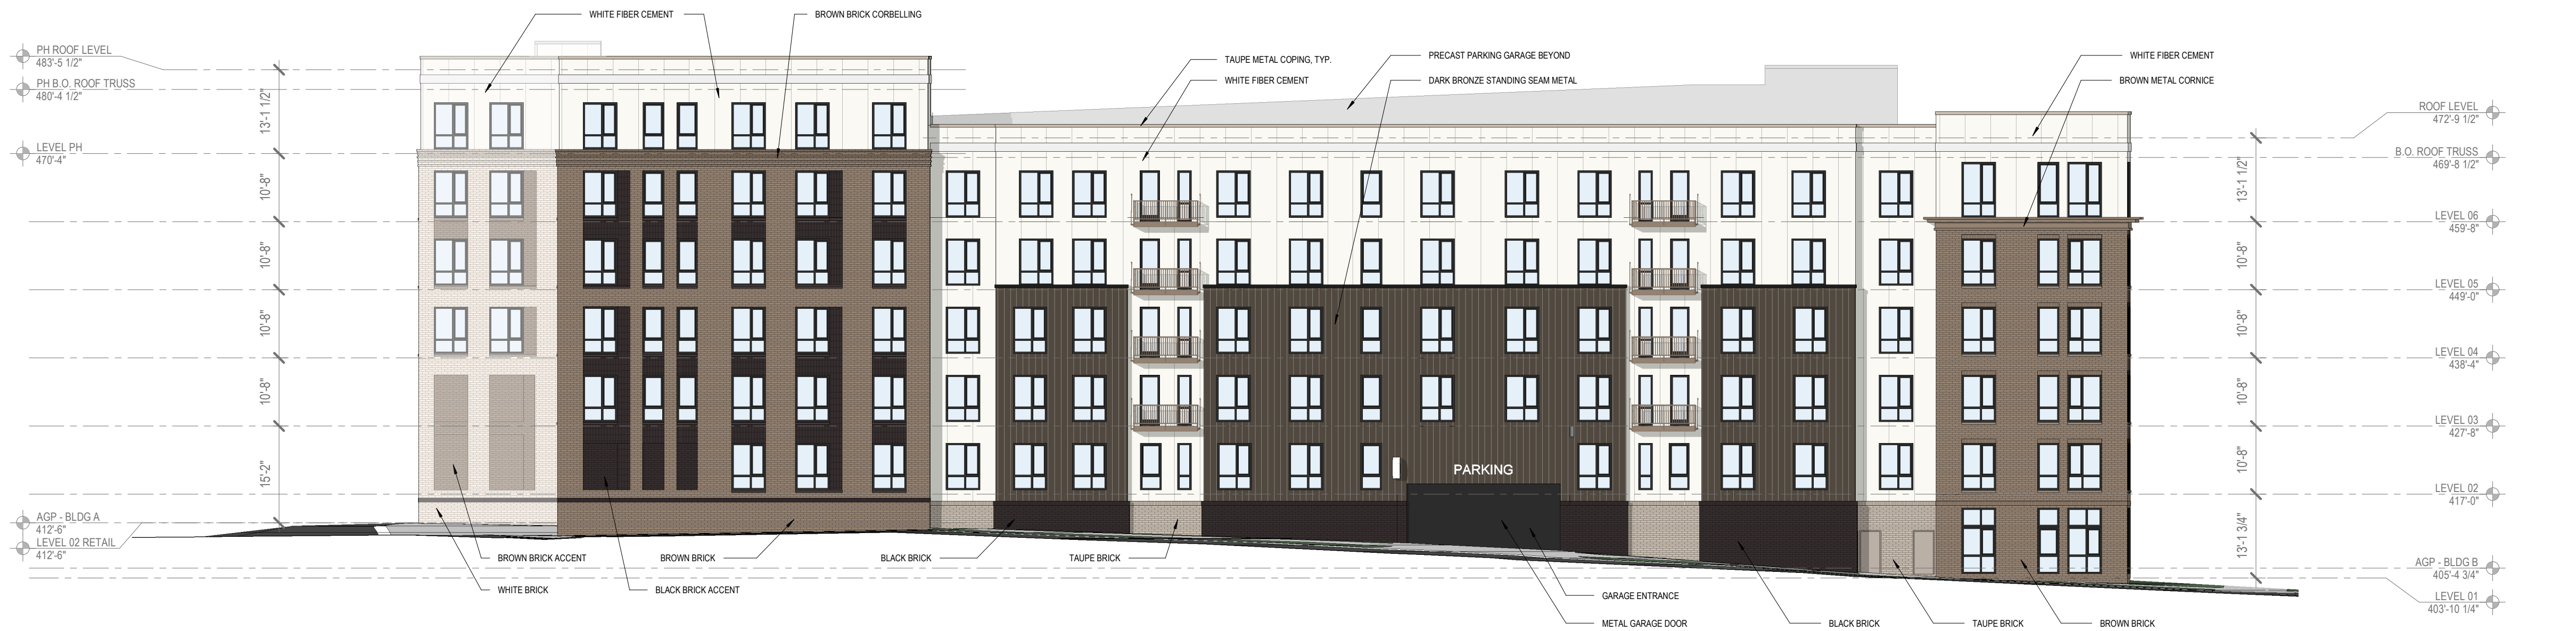 WHITE FIBER CEMENT
BROWN BRICK CORBELLING
PH ROOF LEVEL
483'-5 1/2"
PH B.O. ROOF TRUSS
480'-4 1/2"
LEVEL PH
470'-4"
TAUPE METAL COPING, TYP.
WHITE FIBER CEMENT
PRECAST PARKING GARAGE BEYOND
DARK BRONZE STANDING SEAM METAL
WHITE FIBER CEMENT
BROWN METAL CORNICE
ROOF LEVEL
472'-9 1/2"
B.O. ROOF TRUSS
469'-8 1/2"
LEVEL 06
459'-8"
LEVEL 05
449'-0"
LEVEL 04
438'-4"
LEVEL 03
427'-8"
LEVEL 02
417'-0"
AGP - BLDG B
405'-4 3/4"
LEVEL 01
403'-10 1/4"
13'-1 1/2"
10'-8"
10'-8"
10'-8"
10'-8"
15'-2"
13'-1 1/2"
10'-8"
10'-8"
10'-8"
10'-8"
13'-1 3/4"
PARKING
AGP - BLDG A
412'-6"
LEVEL 02 RETAIL
412'-6"
BROWN BRICK ACCENT
WHITE BRICK
BROWN BRICK
BLACK BRICK ACCENT
BLACK BRICK
TAUPE BRICK
GARAGE ENTRANCE
METAL GARAGE DOOR
BLACK BRICK
TAUPE BRICK
BROWN BRICK